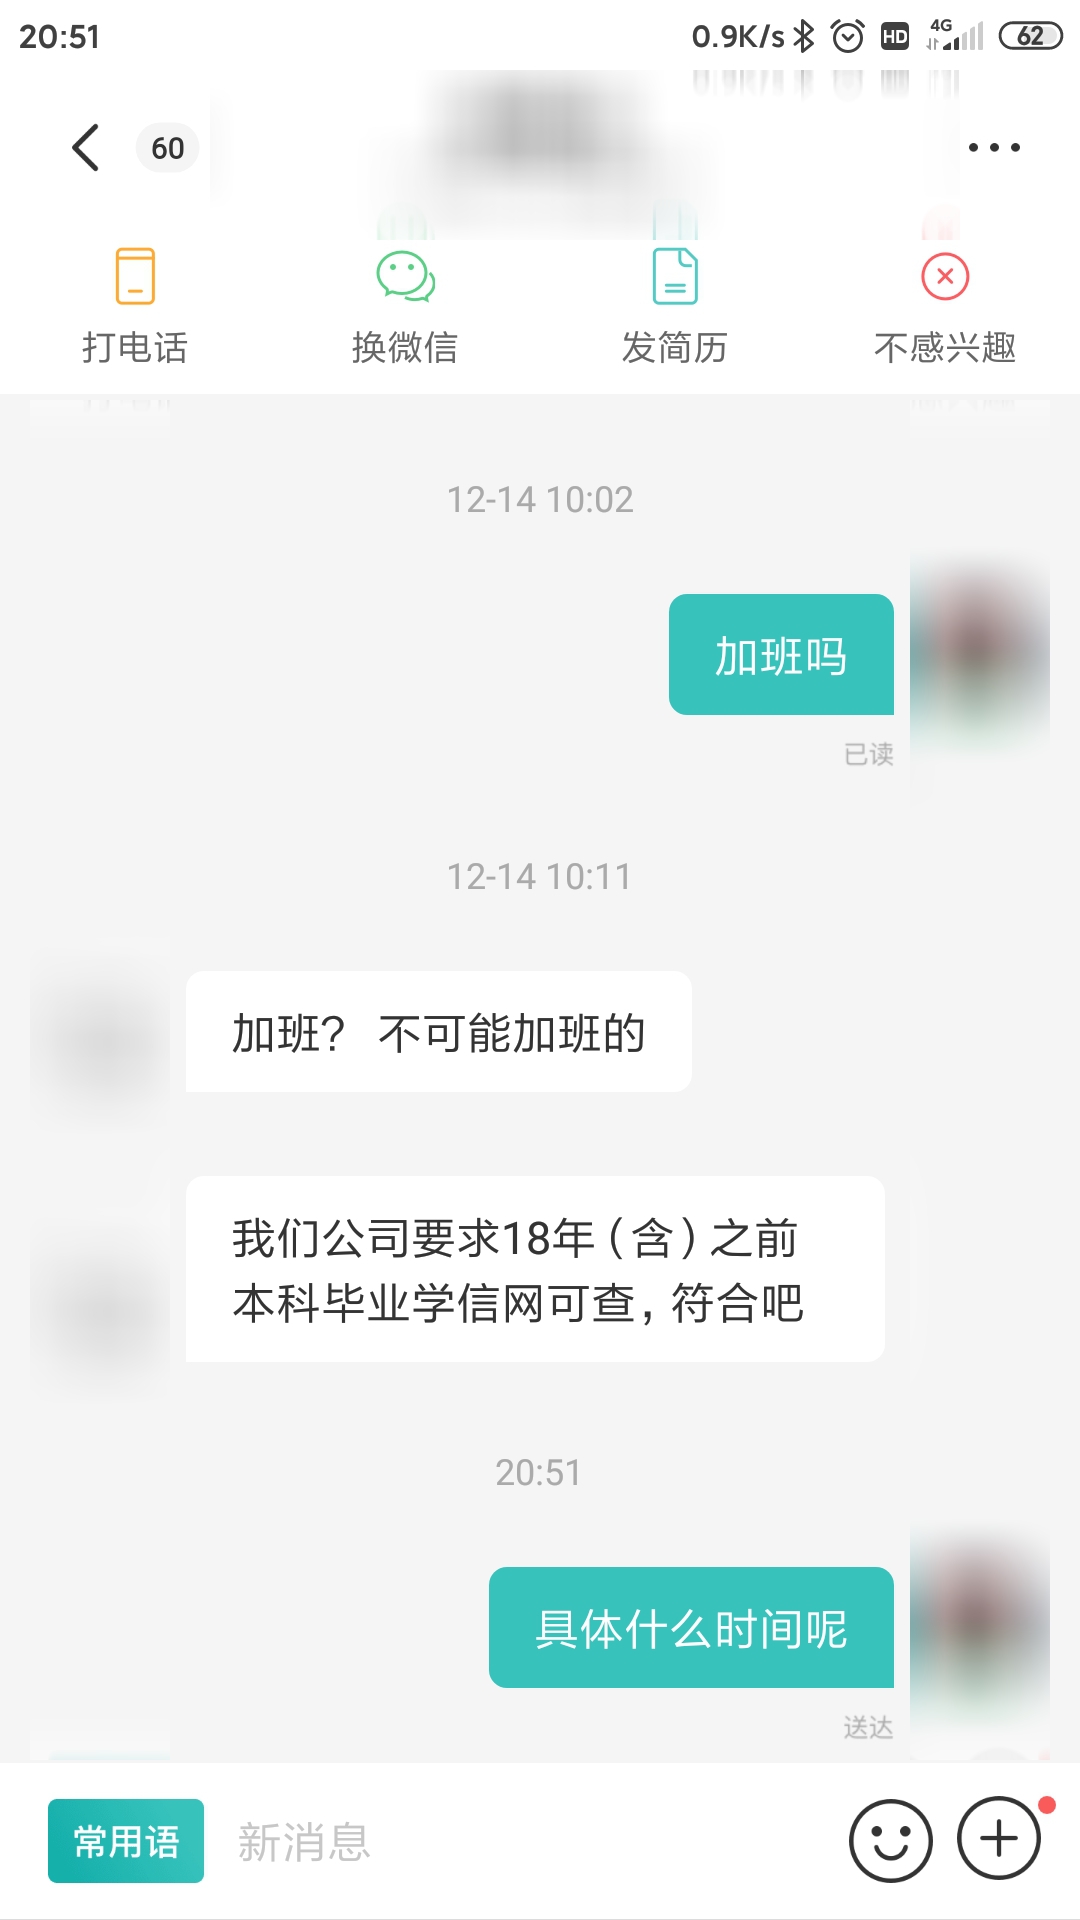 20:51
0.9K/s
HD
4G
62
60
打电话
换微信
发简历
不感兴趣
12-14 10:02
加班吗
已读
12-14 10:11
加班? 不可能加班的
我们公司要求18年(含)之前
本科毕业学信网可查,符合吧
20:51
具体什么时间呢
送达
常用语
新消息